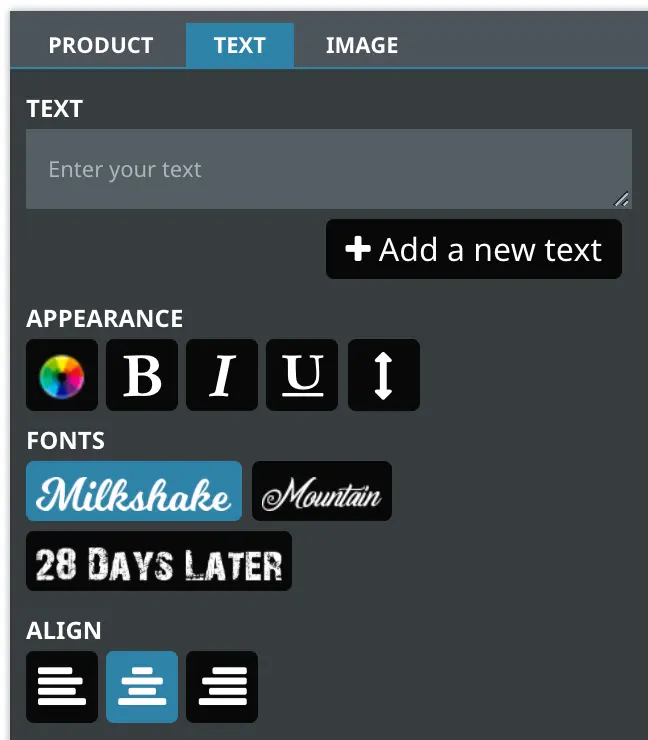 PRODUCT TEXT IMAGE
TEXT
Enter your text
Add a new text
APPEARANCE
B I U
FONTS
Milkshake Mountain
28 DAYS LATER
ALIGN